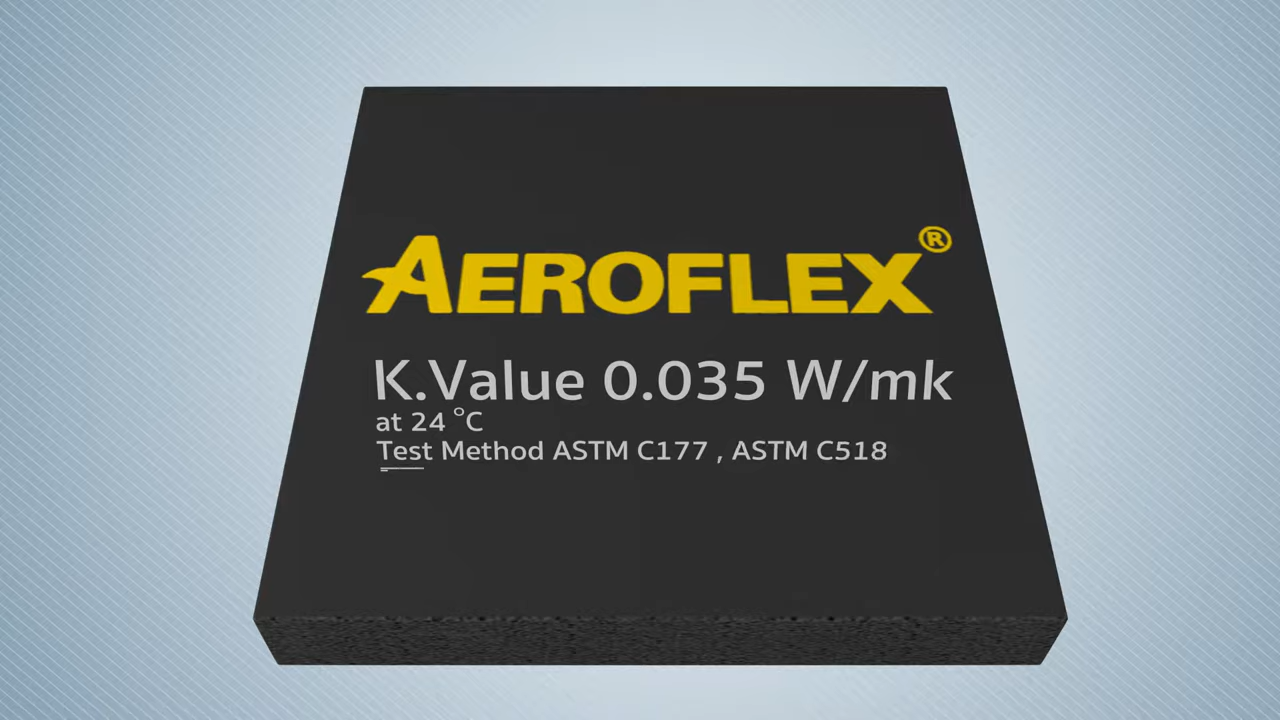 AEROFLEX®
K.Value 0.035 W/mk
at 24 °C
Test Method ASTM C177 , ASTM C518